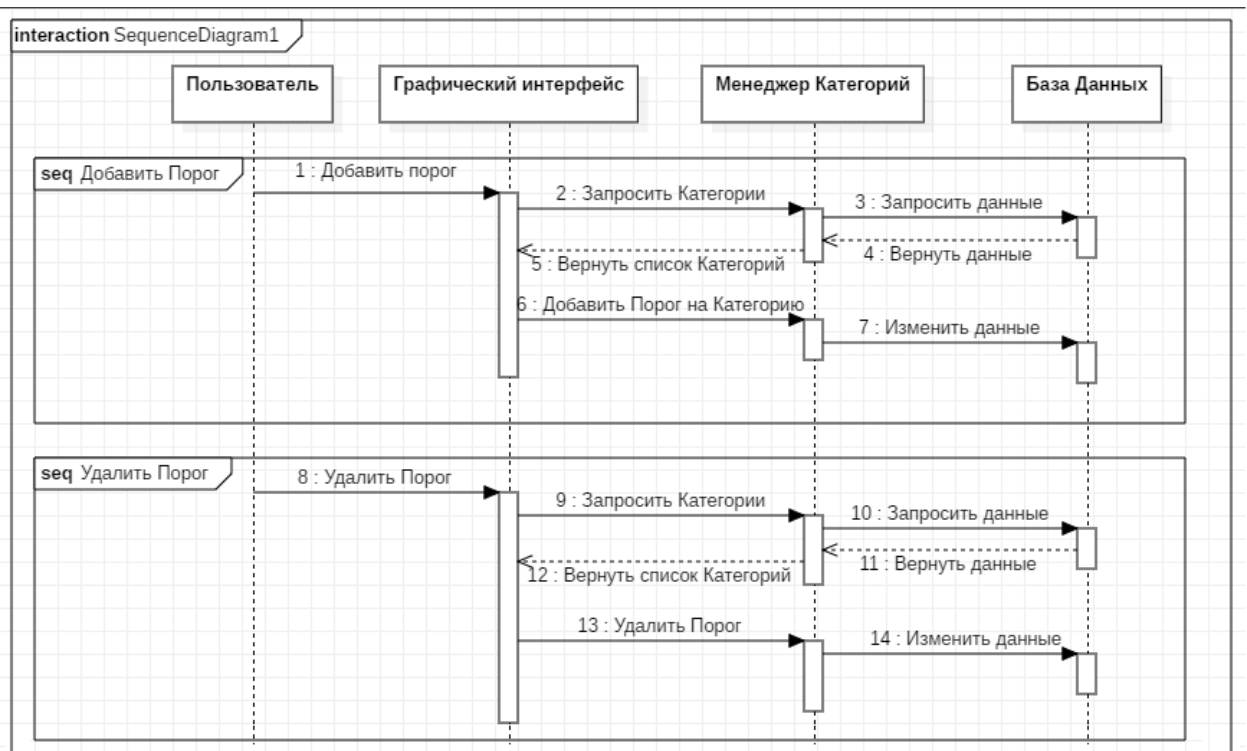 interaction SequenceDiagram1
Пользователь
Графический интерфейс
Менеджер Категорий
База Данных
seq Добавить Порог
1 : Добавить порог
2 : Запросить Категории
3 : Запросить данные
4 : Вернуть данные
5 : Вернуть список Категорий
6 : Добавить Порог на Категорию
7 : Изменить данные
seq Удалить Порог
8 : Удалить Порог
9 : Запросить Категории
10 : Запросить данные
11 : Вернуть данные
12 : Вернуть список Категорий
13 : Удалить Порог
14 : Изменить данные